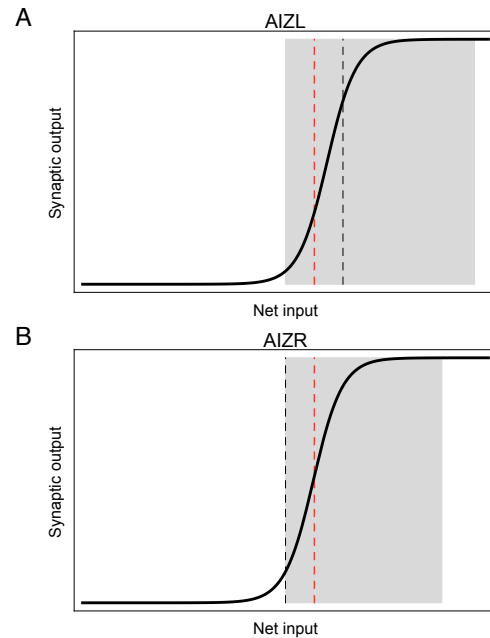 A
AIZL
Synaptic output
Net input
B
AIZR
Synaptic output
Net input